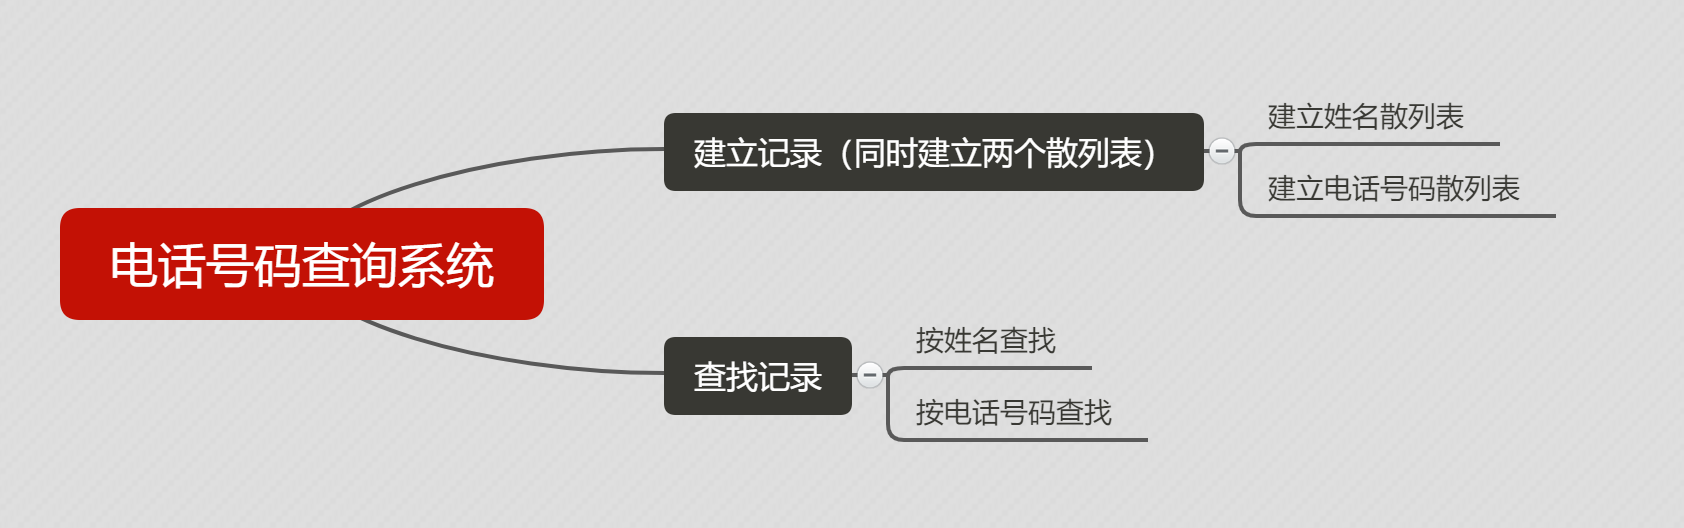 电话号码查询系统
建立记录（同时建立两个散列表）
建立姓名散列表
建立电话号码散列表
查找记录
按姓名查找
按电话号码查找